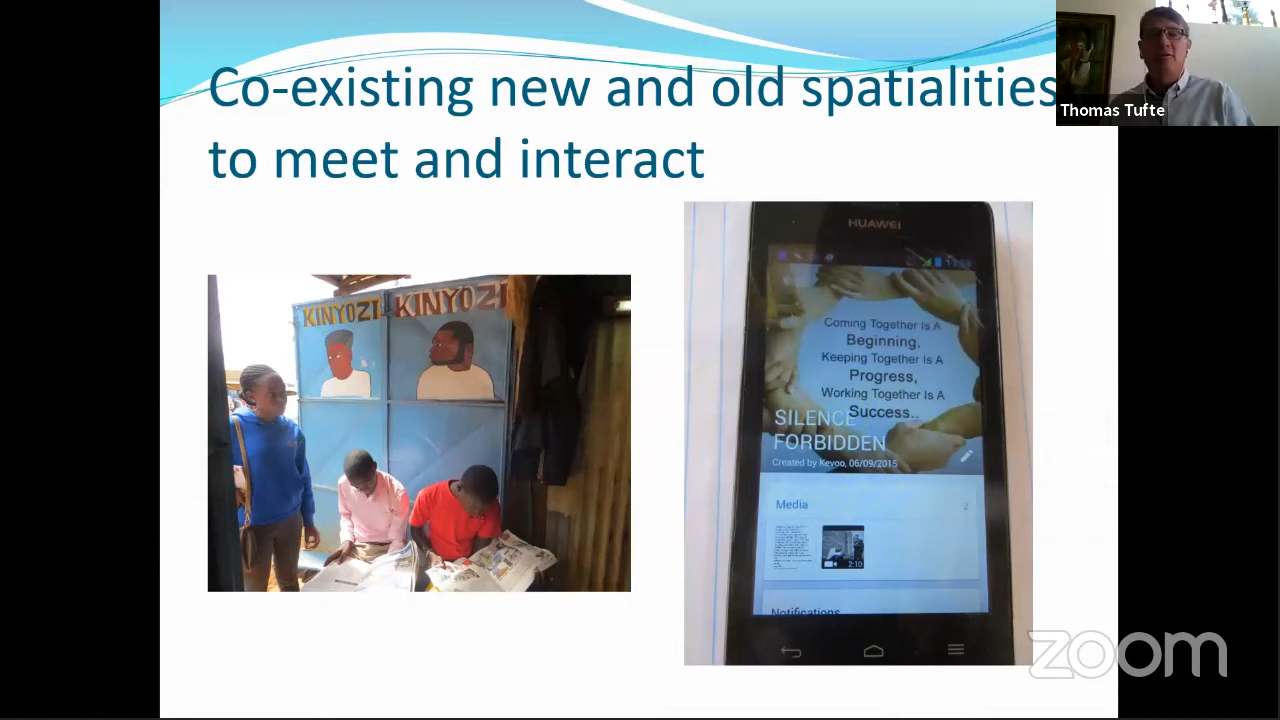 Co-existing new and old spatialities
to meet and interact
Thomas Tufte
KINYOZI KINYOZI
HUAWEI
Coming Together Is A
Beginning,
Keeping Together Is A
Progress,
Working Together Is A
Success..
SILENCE
FORBIDDEN
Created by Kevoo, 06/09/2015
Media
2
2:10
Notifications
zoom